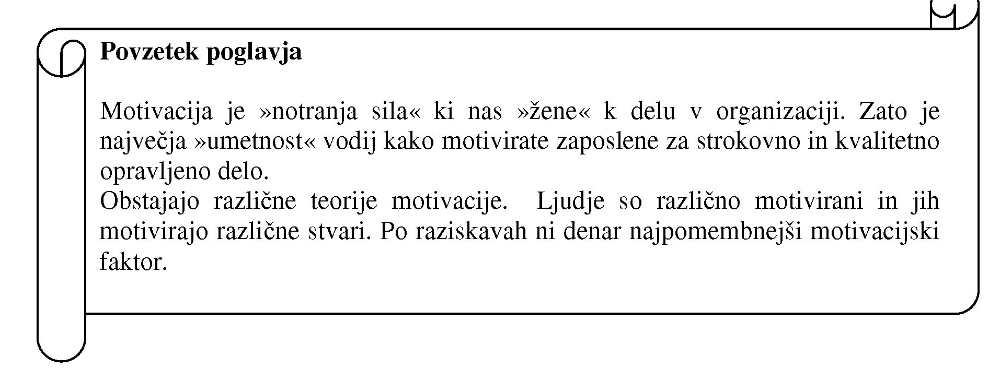 Povzetek poglavja
Motivacija je »notranja sila« ki nas »žene« k delu v organizaciji. Zato je
največja »umetnost« vodij kako motivirate zaposlene za strokovno in kvalitetno
opravljeno delo.
Obstajajo različne teorije motivacije. Ljudje so različno motivirani in jih
motivirajo različne stvari. Po raziskavah ni denar najpomembnejši motivacijski
faktor.